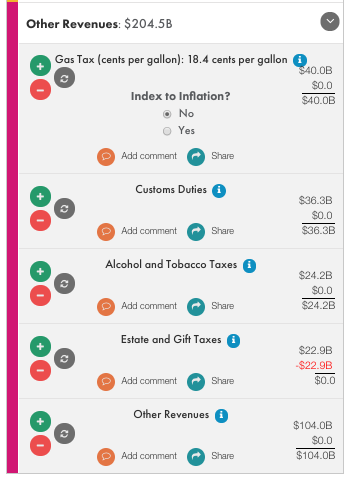 Other Revenues: $204.5B
Gas Tax (cents per gallon): 18.4 cents per gallon i
$40.0B
$0.0
$40.0B
Index to Inflation?
No
Yes
Add comment Share
Customs Duties i
$36.3B
$0.0
$36.3B
Add comment Share
Alcohol and Tobacco Taxes i
$24.2B
$0.0
$24.2B
Add comment Share
Estate and Gift Taxes i
$22.9B
-$22.9B
$0.0
Add comment Share
Other Revenues i
$104.0B
$0.0
$104.0B
Add comment Share